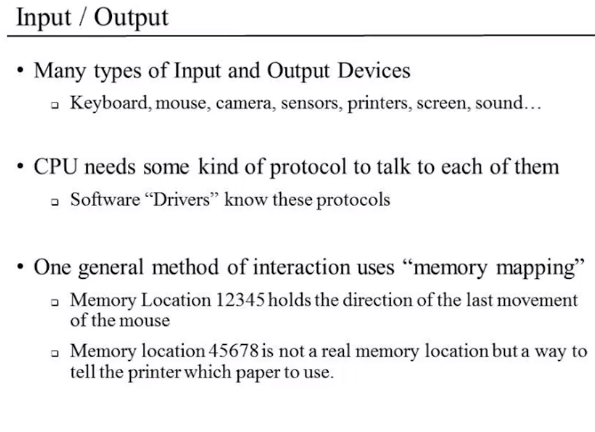 Input / Output
• Many types of Input and Output Devices
▫ Keyboard, mouse, camera, sensors, printers, screen, sound…
• CPU needs some kind of protocol to talk to each of them
▫ Software “Drivers” know these protocols
• One general method of interaction uses “memory mapping”
▫ Memory Location 12345 holds the direction of the last movement
of the mouse
▫ Memory location 45678 is not a real memory location but a way to
tell the printer which paper to use.